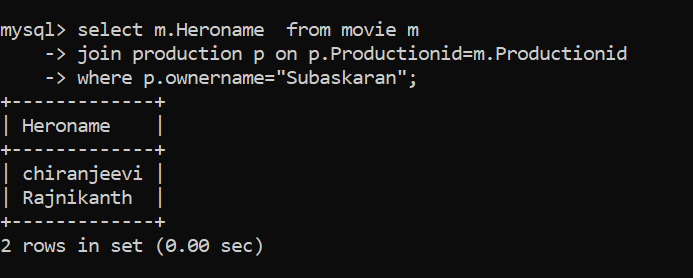 mysql> select m.Heroname  from movie m
    -> join production p on p.Productionid=m.Productionid
    -> where p.ownername="Subaskaran";
+-------------+
| Heroname    |
+-------------+
| chiranjeevi |
| Rajnikanth  |
+-------------+
2 rows in set (0.00 sec)